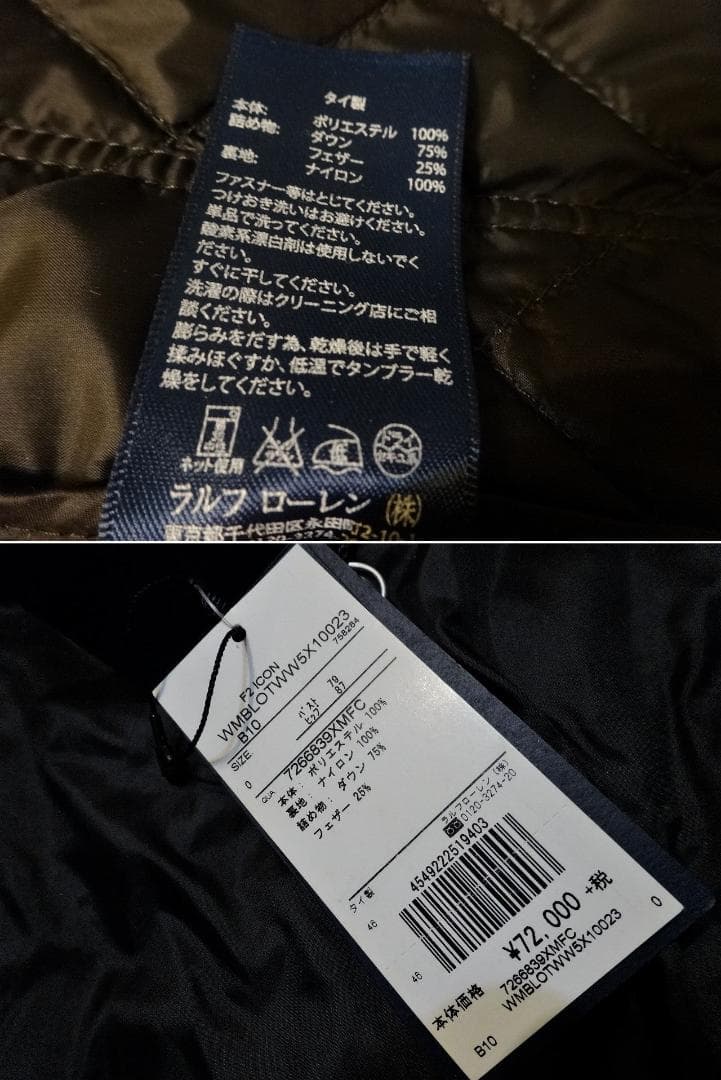 タイ製
本体: ポリエステル 100%
詰め物: ダウン 75%
フェザー 25%
裏地: ナイロン 100%
ファスナー等はとじてください。
つけおき洗いはお避けください。
単品で洗ってください。
酸素系漂白剤は使用しないでく
ださい。
すぐに干してください。
洗濯の際はクリーニング店にご相
談ください。
膨らみをだす為、乾燥後は手で軽く
揉みほぐすか、低温でタンブラー乾
燥をしてください。
ネット使用
ドライ
ラルフ ローレン (株)
東京都千代田区永田町2-10-1
F2 ICON
WMBLOTWW5X10023
B10 758284
SIZE バスト 79
0 ヒップ 87
QUA 7266839XMFC
本体: ポリエステル 100%
裏地: ナイロン 100%
詰め物: ダウン 75%
フェザー 25%
ラルフローレン (株)
0120-3274-20
タイ製
4549222519403
46
46
¥72,000 +税
本体価格 7266839XMFC
WMBLOTWW5X10023
B10 0